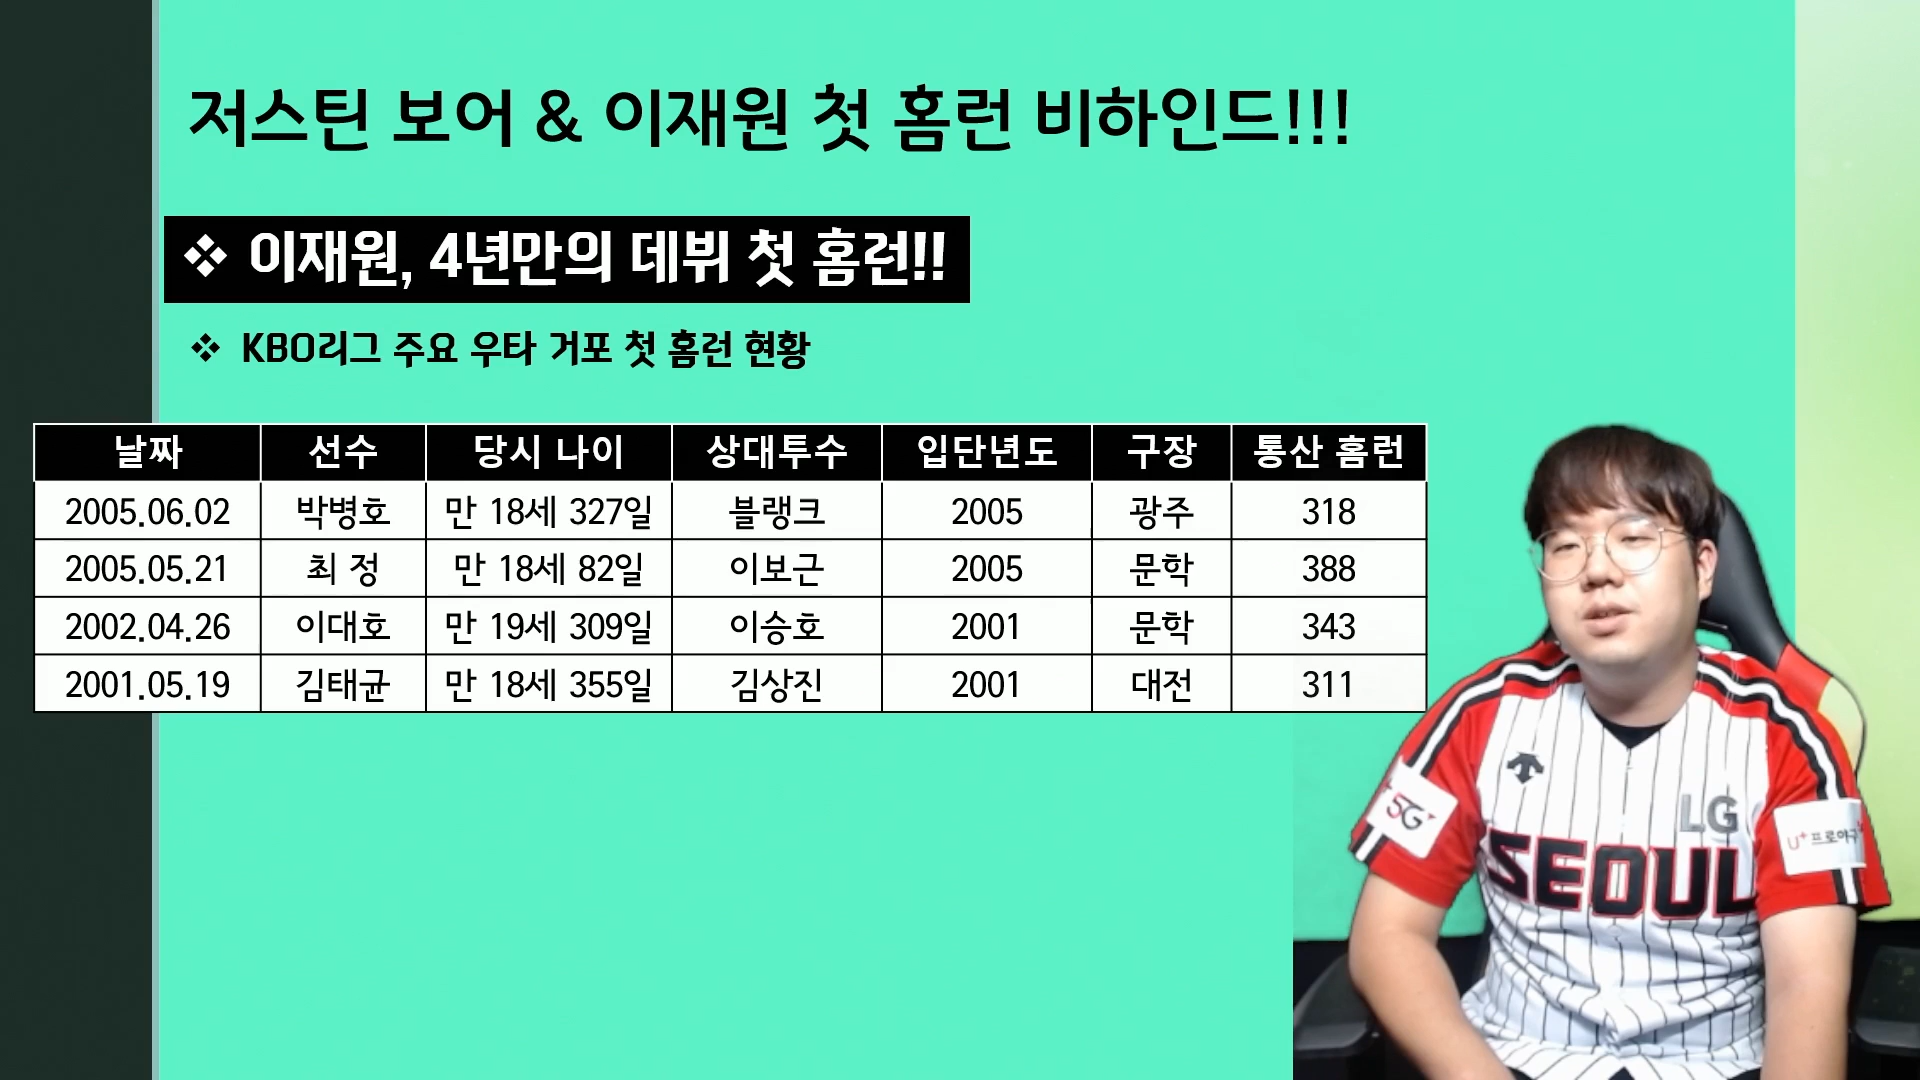 저스틴 보어 & 이재원 첫 홈런 비하인드!!!
❖ 이재원, 4년만의 데뷔 첫 홈런!!
❖ KBO리그 주요 우타 거포 첫 홈런 현황
날짜 선수 당시 나이 상대투수 입단년도 구장 통산 홈런
2005.06.02 박병호 만 18세 327일 블랭크 2005 광주 318
2005.05.21 최 정 만 18세 82일 이보근 2005 문학 388
2002.04.26 이대호 만 19세 309일 이승호 2001 문학 343
2001.05.19 김태균 만 18세 355일 김상진 2001 대전 311
5G
LG
U+프로야구
SEOUL